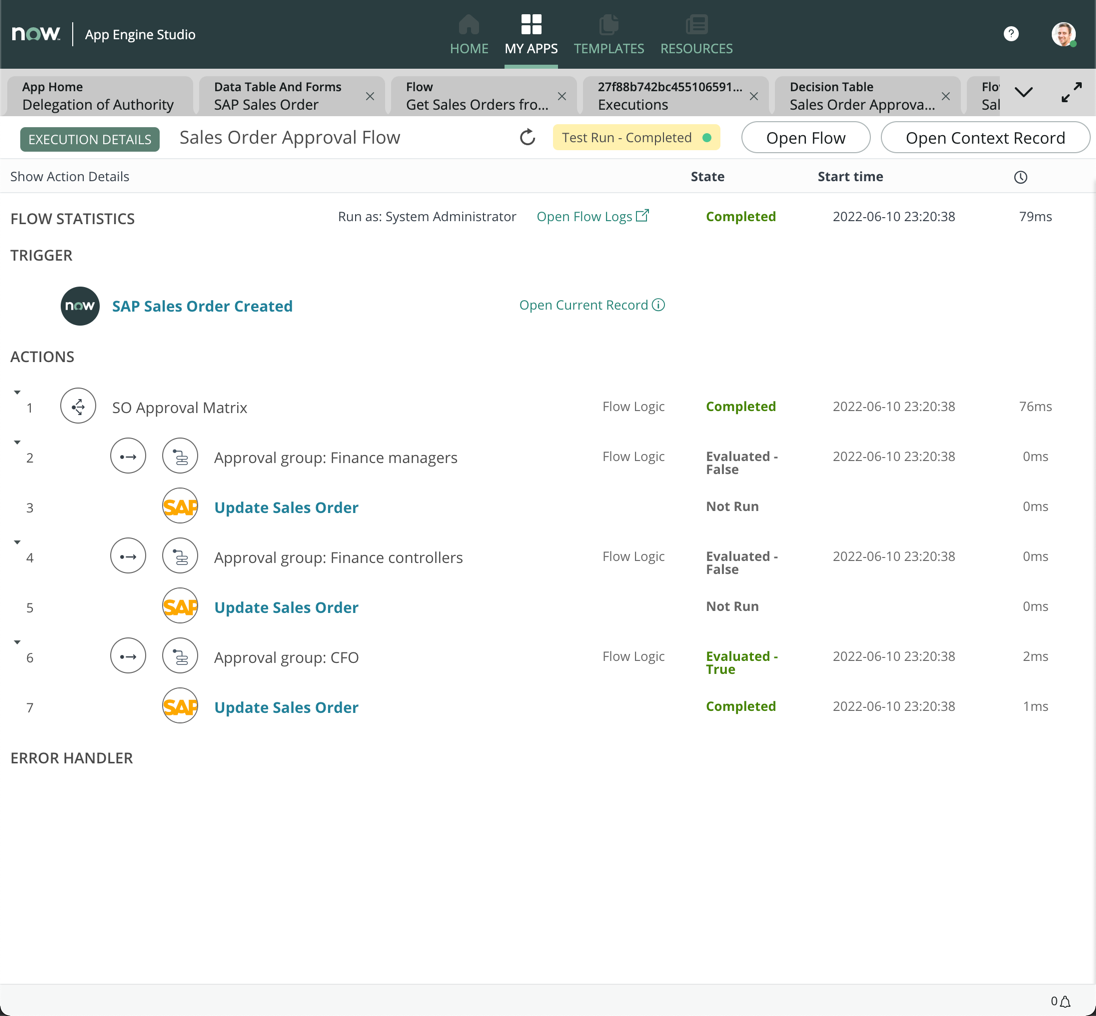 now. App Engine Studio
HOME MY APPS TEMPLATES RESOURCES
?
App Home
Delegation of Authority
Data Table And Forms
SAP Sales Order
Flow
Get Sales Orders fro...
27f88b742bc455106591...
Executions
Decision Table
Sales Order Approva...
Flo
Sal
EXECUTION DETAILS Sales Order Approval Flow Test Run - Completed Open Flow Open Context Record
Show Action Details State Start time
FLOW STATISTICS Run as: System Administrator Open Flow Logs Completed 2022-06-10 23:20:38 79ms
TRIGGER
now SAP Sales Order Created Open Current Record
ACTIONS
1 SO Approval Matrix Flow Logic Completed 2022-06-10 23:20:38 76ms
2 Approval group: Finance managers Flow Logic Evaluated - 2022-06-10 23:20:38 0ms
False
3 SAP Update Sales Order Not Run 0ms
4 Approval group: Finance controllers Flow Logic Evaluated - 2022-06-10 23:20:38 0ms
False
5 SAP Update Sales Order Not Run 0ms
6 Approval group: CFO Flow Logic Evaluated - 2022-06-10 23:20:38 2ms
True
7 SAP Update Sales Order Completed 2022-06-10 23:20:38 1ms
ERROR HANDLER
0